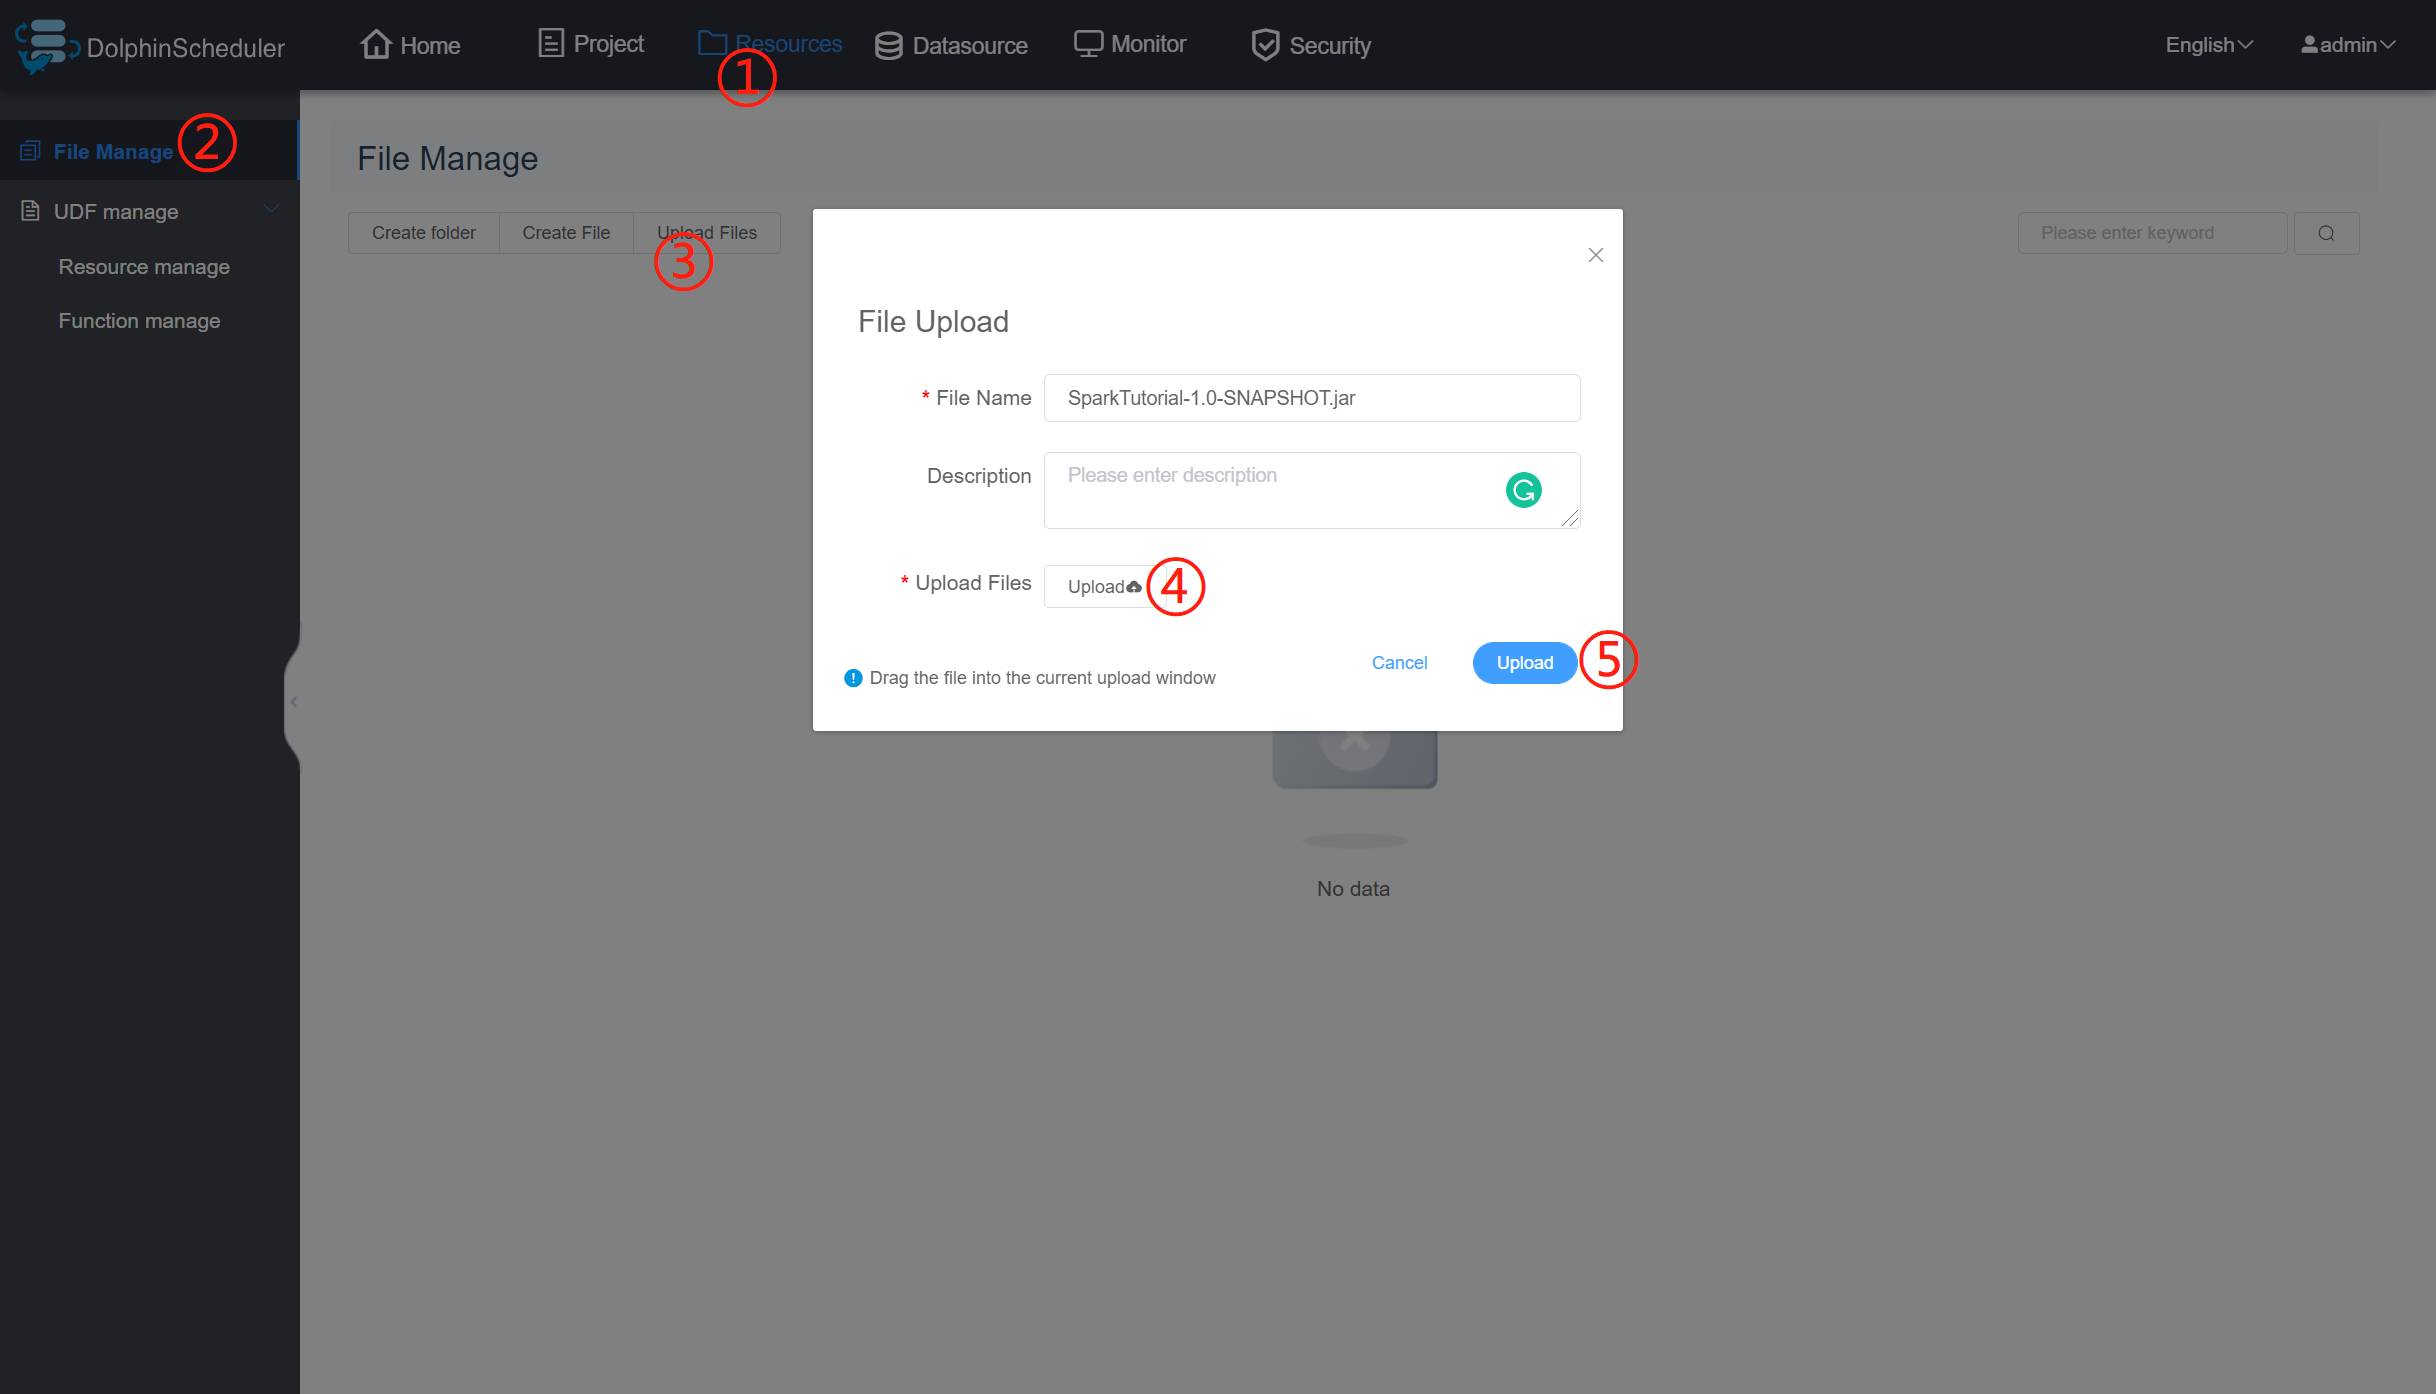 DolphinScheduler
Home
Project
Resources
Datasource
Monitor
Security
English
admin
①
File Manage
②
UDF manage
Resource manage
Function manage
File Manage
Create folder
Create File
Upload Files
③
Please enter keyword
File Upload
* File Name
SparkTutorial-1.0-SNAPSHOT.jar
Description
Please enter description
* Upload Files
Upload
④
Drag the file into the current upload window
Cancel
Upload
⑤
No data